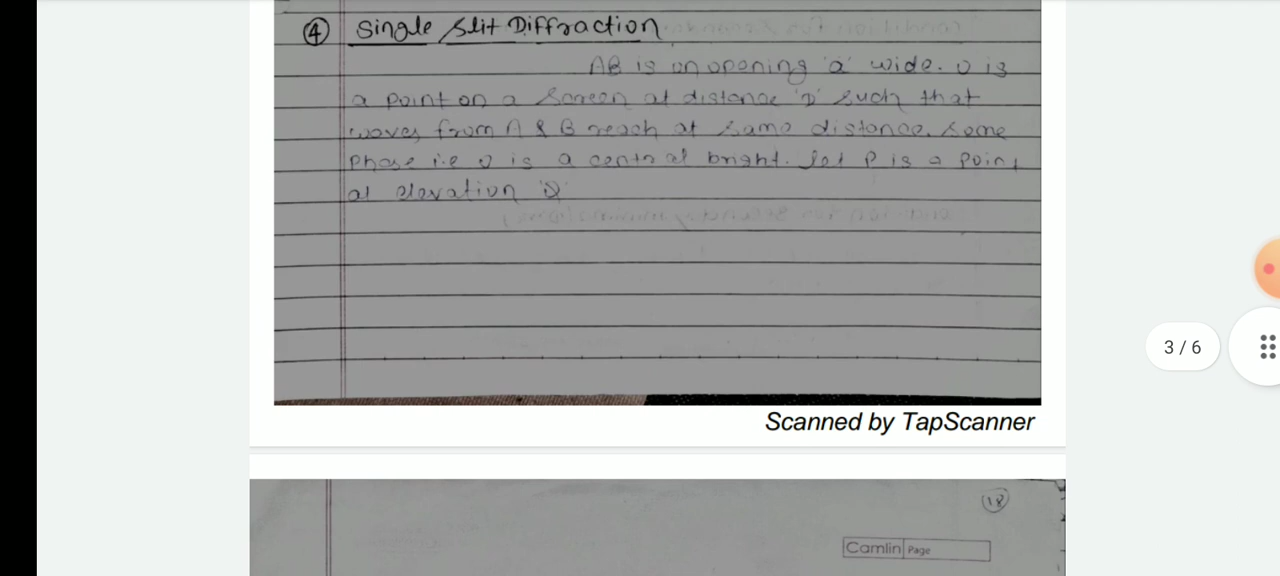 ④ Single Slit Diffraction
AB is an opening 'a' wide. O is
a point on a screen at distance 'D' such that
waves from A & B reach at same distance. Same
phase i.e O is a central bright. let P is a point
at elevation
3 / 6
Scanned by TapScanner
18
Camlin Page